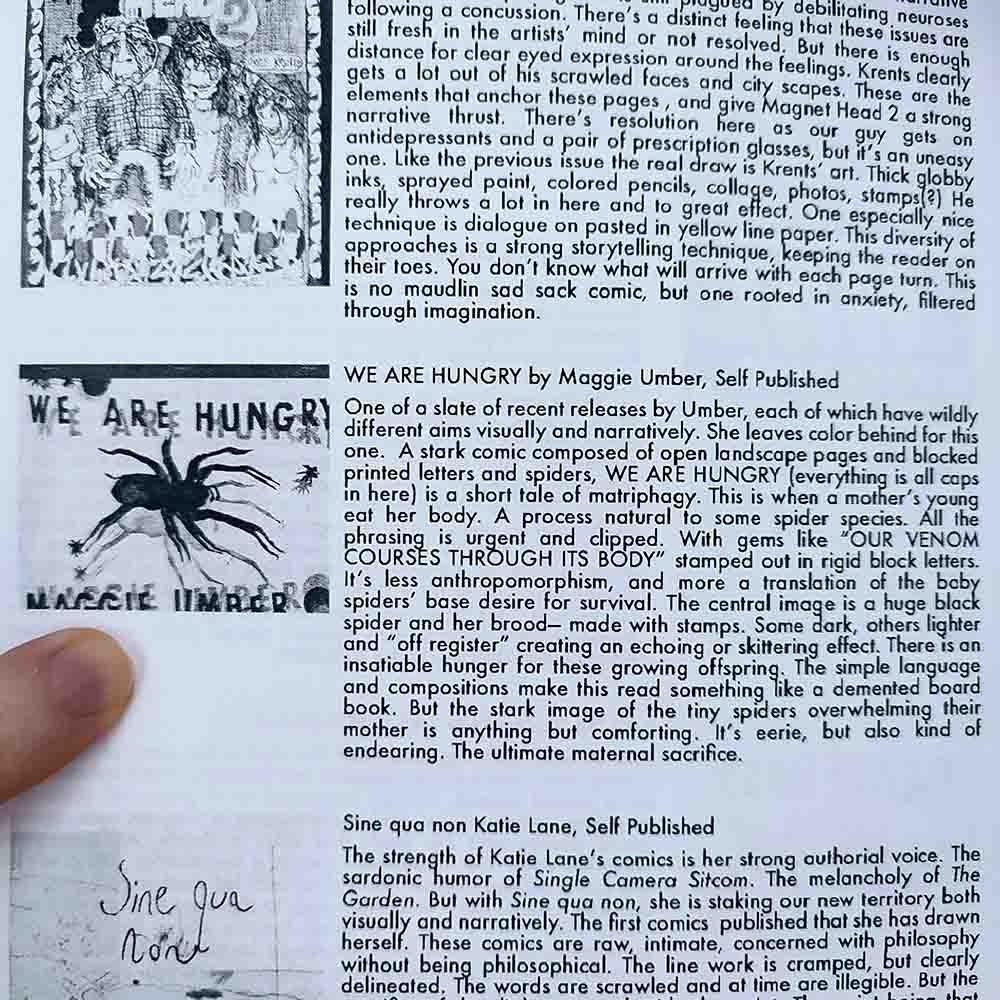 HEAD
2
plagued by debilitating neuroses
following a concussion. There's a distinct feeling that these issues are
still fresh in the artists' mind or not resolved. But there is enough
distance for clear eyed expression around the feelings. Krents clearly
gets a lot out of his scrawled faces and city scapes. These are the
elements that anchor these pages , and give Magnet Head 2 a strong
narrative thrust. There's resolution here as our guy gets on
antidepressants and a pair of prescription glasses, but it's an uneasy
one. Like the previous issue the real draw is Krents' art. Thick globby
inks, sprayed paint, colored pencils, collage, photos, stamps(?) He
really throws a lot in here and to great effect. One especially nice
technique is dialogue on pasted in yellow line paper. This diversity of
approaches is a strong storytelling technique, keeping the reader on
their toes. You don't know what will arrive with each page turn. This
is no maudlin sad sack comic, but one rooted in anxiety, filtered
through imagination.
WE ARE HUNGRY
MAGGIE UMBER
WE ARE HUNGRY by Maggie Umber, Self Published
One of a slate of recent releases by Umber, each of which have wildly
different aims visually and narratively. She leaves color behind for this
one. A stark comic composed of open landscape pages and blocked
printed letters and spiders, WE ARE HUNGRY (everything is all caps
in here) is a short tale of matriphagy. This is when a mother's young
eat her body. A process natural to some spider species. All the
phrasing is urgent and clipped. With gems like "OUR VENOM
COURSES THROUGH ITS BODY" stamped out in rigid block letters.
It's less anthropomorphism, and more a translation of the baby
spiders' base desire for survival. The central image is a huge black
spider and her brood— made with stamps. Some dark, others lighter
and "off register" creating an echoing or skittering effect. There is an
insatiable hunger for these growing offspring. The simple language
and compositions make this read something like a demented board
book. But the stark image of the tiny spiders overwhelming their
mother is anything but comforting. It's eerie, but also kind of
endearing. The ultimate maternal sacrifice.
Sine qua
non
Sine qua non Katie Lane, Self Published
The strength of Katie Lane's comics is her strong authorial voice. The
sardonic humor of Single Camera Sitcom. The melancholy of The
Garden. But with Sine qua non, she is staking our new territory both
visually and narratively. The first comics published that she has drawn
herself. These comics are raw, intimate, concerned with philosophy
without being philosophical. The line work is cramped, but clearly
delineated. The words are scrawled and at time are illegible. But the